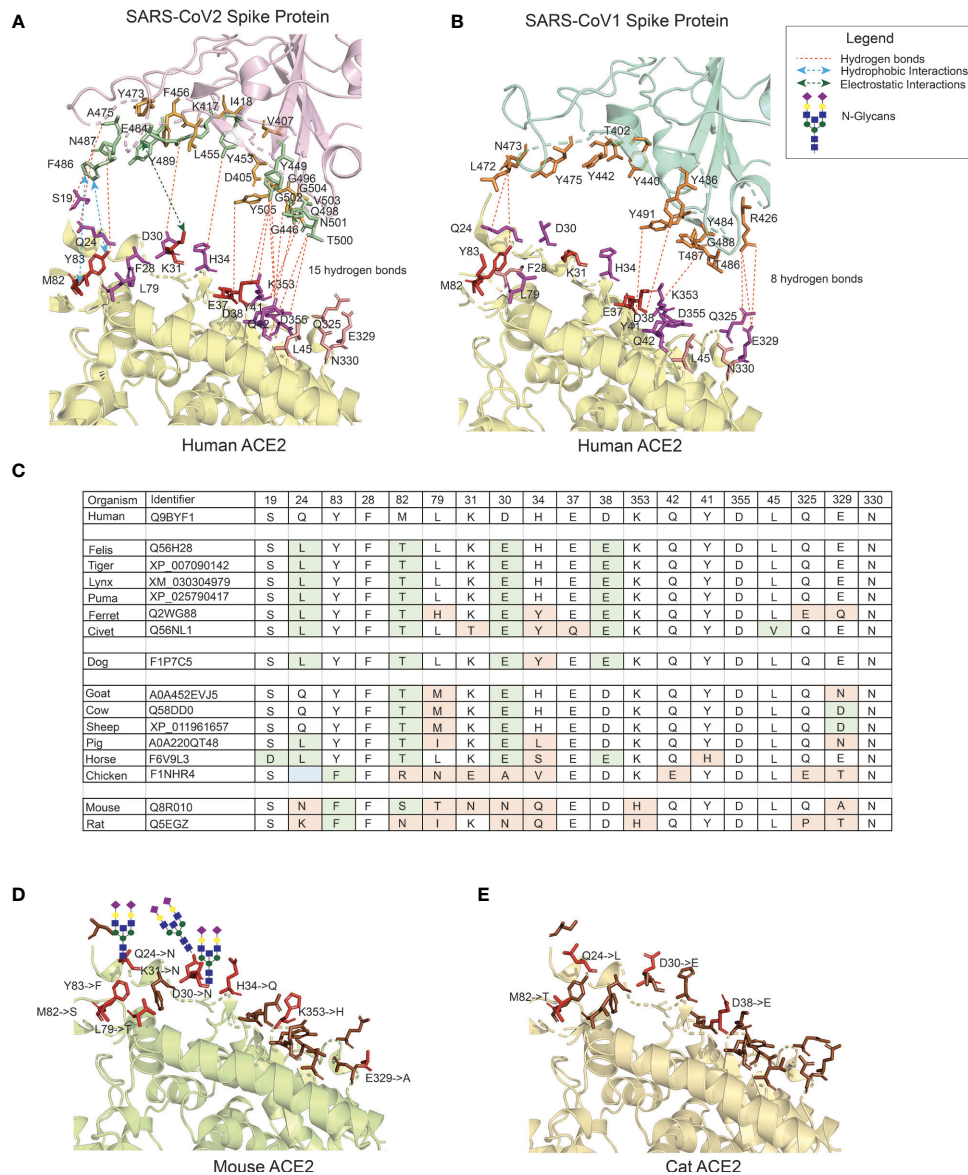 A
SARS-CoV2 Spike Protein
Y473
F456
K417
I418
A475
E484
V407
N487
L455
Y453
Y449
F486
Y489
D405
G496
G502
G504
V503
S19
Y505
Q498
N501
G446
T500
Q24
D30
Y83
K31
H34
15 hydrogen bonds
F28
M82
L79
K353
E37
Y41
D38
D355
Q325
Q42
E329
L45
N330
Human ACE2
B
SARS-CoV1 Spike Protein
T402
N473
L472
Y436
Y475
Y442
Y440
R426
Y491
Y484
G488
Q24
D30
T487
T486
Y83
8 hydrogen bonds
K31
H34
F28
M82
L79
K353
E37
D38
D355
Q325
Y41
Q42
L45
E329
N330
Human ACE2
Legend
Hydrogen bonds
Hydrophobic Interactions
Electrostatic Interactions
N-Glycans
C
Organism Identifier 19 24 83 28 82 79 31 30 34 37 38 353 42 41 355 45 325 329 330
Human Q9BYF1 S Q Y F M L K D H E D K Q Y D L Q E N
Felis Q56H28 S L Y F T L K E H E E K Q Y D L Q E N
Tiger XP_007090142 S L Y F T L K E H E E K Q Y D L Q E N
Lynx XM_030304979 S L Y F T L K E H E E K Q Y D L Q E N
Puma XP_025790417 S L Y F T L K E H E E K Q Y D L Q E N
Ferret Q2WG88 S L Y F T H K E Y E E K Q Y D L E Q N
Civet Q56NL1 S L Y F T L T E Y Q E K Q Y D V Q E N
Dog F1P7C5 S L Y F T L K E Y E E K Q Y D L Q E N
Goat A0A452EVJ5 S Q Y F T M K E H E D K Q Y D L Q N N
Cow Q58DD0 S Q Y F T M K E H E D K Q Y D L Q D N
Sheep XP_011961657 S Q Y F T M K E H E D K Q Y D L Q D N
Pig A0A220QT48 S L Y F T I K E L E D K Q Y D L Q N N
Horse F6V9L3 D L Y F T L K E S E E K Q H D L Q E N
Chicken F1NHR4 S F F R N E A V E D K E Y D L E T N
Mouse Q8R010 S N F F S T N N Q E D H Q Y D L Q A N
Rat Q5EGZ S K F F N I K N Q E D H Q Y D L P T N
D
Q24->N
K31->N
Y83->F
D30->N
H34->Q
M82->S
K353->H
L79->T
E329->A
Mouse ACE2
E
Q24->L
D30->E
M82->T
D38->E
Cat ACE2